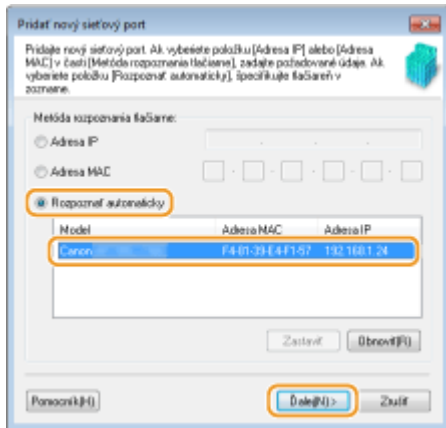 Pridať nový sieťový port
Pridajte nový sieťový port. Ak vyberiete položku [Adresa IP] alebo [Adresa
MAC] v časti [Metóda rozpoznania tlačiarne], zadajte požadované údaje. Ak
vyberiete položku [Rozpoznať automaticky], špecifikujte tlačiareň v
zozname.
Metóda rozpoznania tlačiarne:
Adresa IP
Adresa MAC
Rozpoznať automaticky
Model Adresa MAC Adresa IP
Canon F4-81-39-E4-F1-57 192.168.1.24
Zastaviť Obnoviť(R)
Pomocník(H) Ďalej(N)> Zrušiť